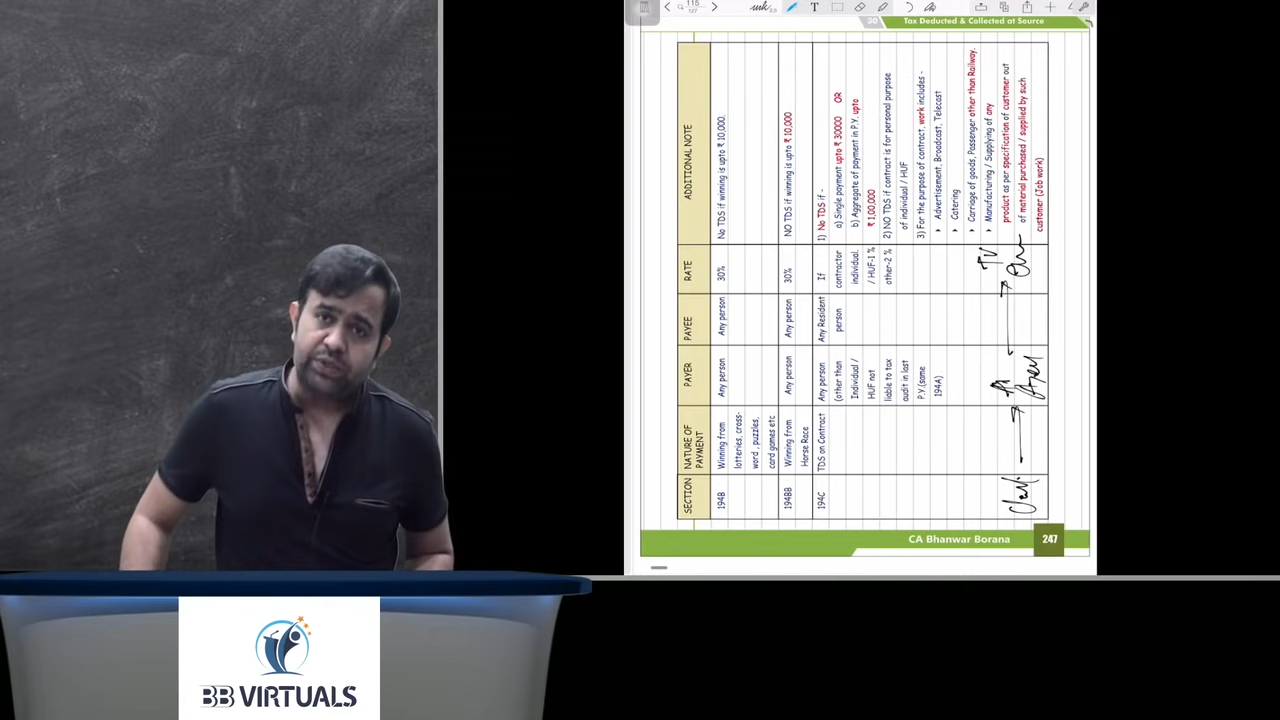 115
127
T
30
Tax Deducted & Collected at Source
SECTION
NATURE OF
PAYMENT
PAYER
PAYEE
RATE
ADDITIONAL NOTE
194B
Winning from
lotteries, cross-
word , puzzles,
card games etc
Any person
Any person
30%
No TDS if winning is upto ₹ 10,000.
194BB
Winning from
Horse Race
Any person
Any person
30%
NO TDS if winning is upto ₹ 10,000
194C
TDS on Contract
Any person
(other than
Individual /
HUF not
liable to tax
audit in last
P.Y.(same
194A)
Any Resident
person
If
contractor
individual.
/ HUF-1 %
other-2 %
1) No TDS if -
a) Single payment upto ₹ 30000 OR
b) Aggregate of payment in P.Y. upto
₹ 1,00,000
2) NO TDS if contract is for personal purpose
of individual / HUF
3) For the purpose of contract, work includes -
Advertisement, Broadcast, Telecast
Catering
Carriage of goods, Passenger other than Railway.
Manufacturing / Supplying of any
product as per specification of customer out
of material purchased / supplied by such
customer (Job work)
TV
CA Bhanwar Borana
247
BB VIRTUALS